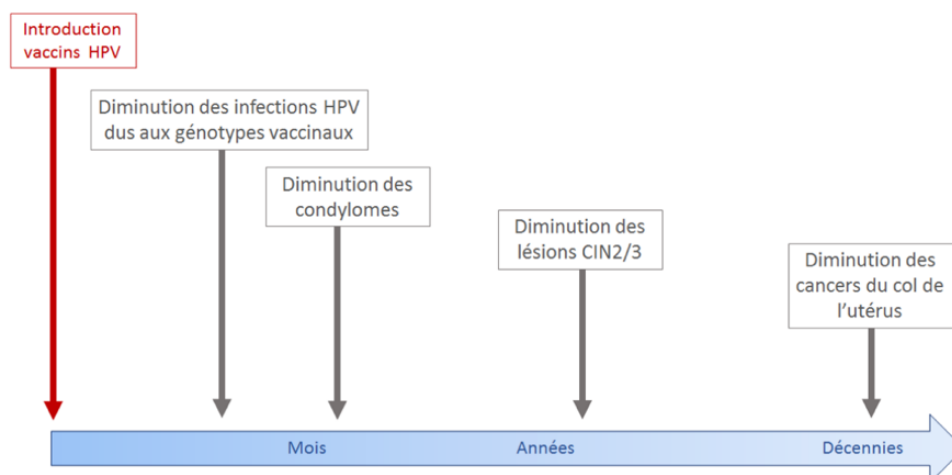 Introduction
vaccins HPV
Diminution des infections HPV
dus aux génotypes vaccinaux
Diminution des
condylomes
Diminution des
lésions CIN2/3
Diminution des
cancers du col de
l'utérus
Mois
Années
Décennies